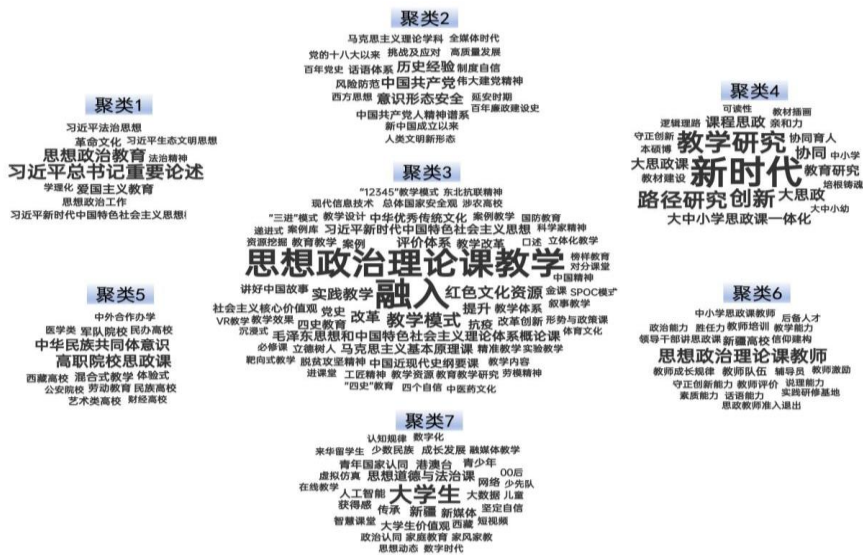 聚类1
习近平法治思想
革命文化 习近平生态文明思想
思想政治教育 法治精神
习近平总书记重要论述
学理化 爱国主义教育
思想政治工作
习近平新时代中国特色社会主义思想
聚类2
马克思主义理论学科 全媒体时代
党的十八大以来 挑战及应对 高质量发展
百年党史 话语体系 历史经验 制度自信
风险防范 中国共产党 伟大建党精神
西方思想 意识形态安全 延安时期
中国共产党人精神谱系 百年廉政建设史
新中国成立以来
人类文明新形态
聚类3
"12345"教学模式 东北抗联精神
现代信息技术 总体国家安全观 涉农高校
"三进"模式 教学设计 中华优秀传统文化 案例教学 国防教育
递进式 案例库 习近平新时代中国特色社会主义思想 科学家精神
资源挖掘 教育教学 案例 评价体系 教学改革 口述 立体化教学
思想政治理论课教学 榜样教育
对分课堂
中国精神
讲好中国故事 实践教学 融入 红色文化资源 金课 SPOC模式
叙事教学
社会主义核心价值观 党史 提升 教学体系
VR教学 教学效果 四史教育 改革 教学模式 抗疫 改革创新 形势与政策课
沉浸式 毛泽东思想和中国特色社会主义理论体系概论课 体育文化
必修课 立德树人 马克思主义基本原理课 精准教学 实验教学
靶向式教学 脱贫攻坚精神 中国近现代史纲要课 教学内容
进课堂 工匠精神 教学资源 教育教学研究 劳模精神
"四史"教育 四个自信 中医药文化
聚类4
可读性
逻辑理路 课程思政 教材插画
亲和力
守正创新 教学研究 协同育人
本硕博 协同 中小学
大思政课 新时代 教育研究
教材建设 培根铸魂
路径研究 创新 大思政
大中小幼
大中小学思政课一体化
聚类5
中外合作办学
医学类 军队院校 民办高校
中华民族共同体意识
高职院校思政课
西藏高校 混合式教学 体验式
公安院校 劳动教育 民族高校
艺术类高校 财经高校
聚类6
中小学思政课教师 后备人才
政治能力 胜任力 教师培训 教学能力
领导干部讲思政课 新疆高校 信仰建构
思想政治理论课教师
教师成长规律 教师队伍 辅导员 教师激励
守正创新能力 教师评价 说理能力
素质能力 话语能力 实践研修基地
思政教师准入退出
聚类7
认知规律 数字化
来华留学生 少数民族 成长发展 融媒体教学
青年国家认同 港澳台 青少年
虚拟仿真 思想道德与法治课 00后
在线教学 网络 少先队
人工智能 大学生 大数据 儿童
获得感 传承 新疆 新媒体 坚定自信
智慧课堂 大学生价值观 西藏 短视频
政治认同 家庭教育 家风家教
思想动态 数字时代